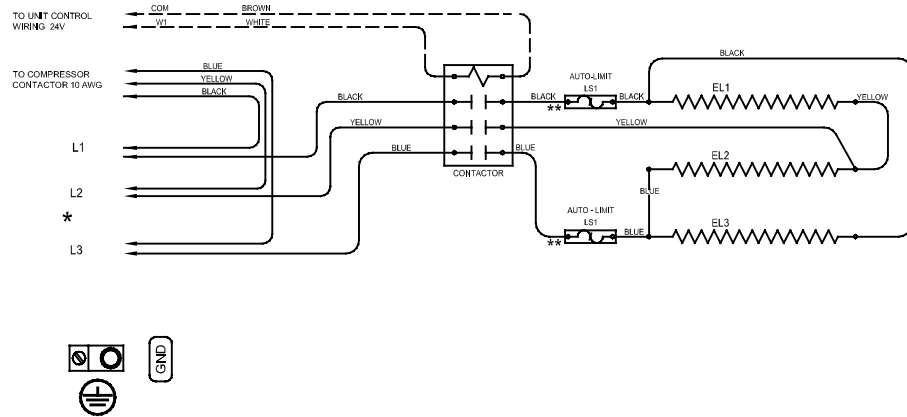 COM BROWN
TO UNIT CONTROL
WIRING 24V
W1 WHITE
BLUE
TO COMPRESSOR
CONTACTOR 10 AWG
YELLOW
BLACK
BLACK
AUTO-LIMIT
LS1
BLACK
BLACK
**
EL1
YELLOW
BLACK
YELLOW
YELLOW
L1
BLUE
BLUE
CONTACTOR
EL2
BLUE
L2
*
AUTO - LIMIT
LS1
**
BLUE
EL3
L3
GND